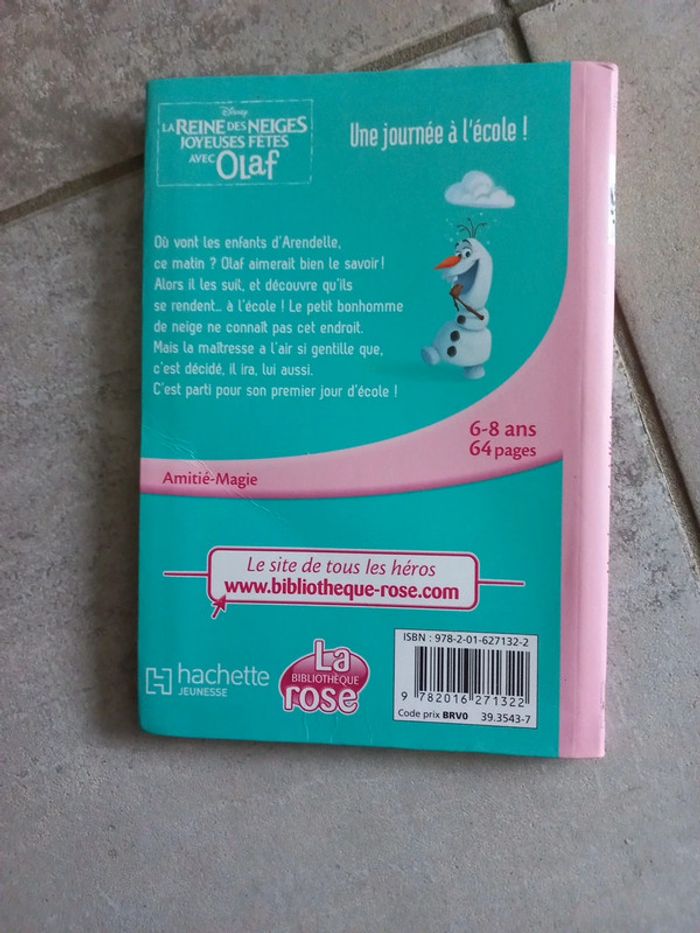 Disney
LA REINE DES NEIGES
JOYEUSES FÊTES
AVEC Olaf
Une journée à l'école !
Où vont les enfants d'Arendelle,
ce matin ? Olaf aimerait bien le savoir !
Alors il les suit, et découvre qu'ils
se rendent... à l'école ! Le petit bonhomme
de neige ne connaît pas cet endroit.
Mais la maîtresse a l'air si gentille que,
c'est décidé, il ira, lui aussi.
C'est parti pour son premier jour d'école !
6-8 ans
64 pages
Amitié-Magie
Le site de tous les héros
www.bibliotheque-rose.com
hachette
JEUNESSE
La
BIBLIOTHÈQUE
rose
ISBN : 978-2-01-627132-2
9 782016 271322
Code prix BRV0 39.3543-7